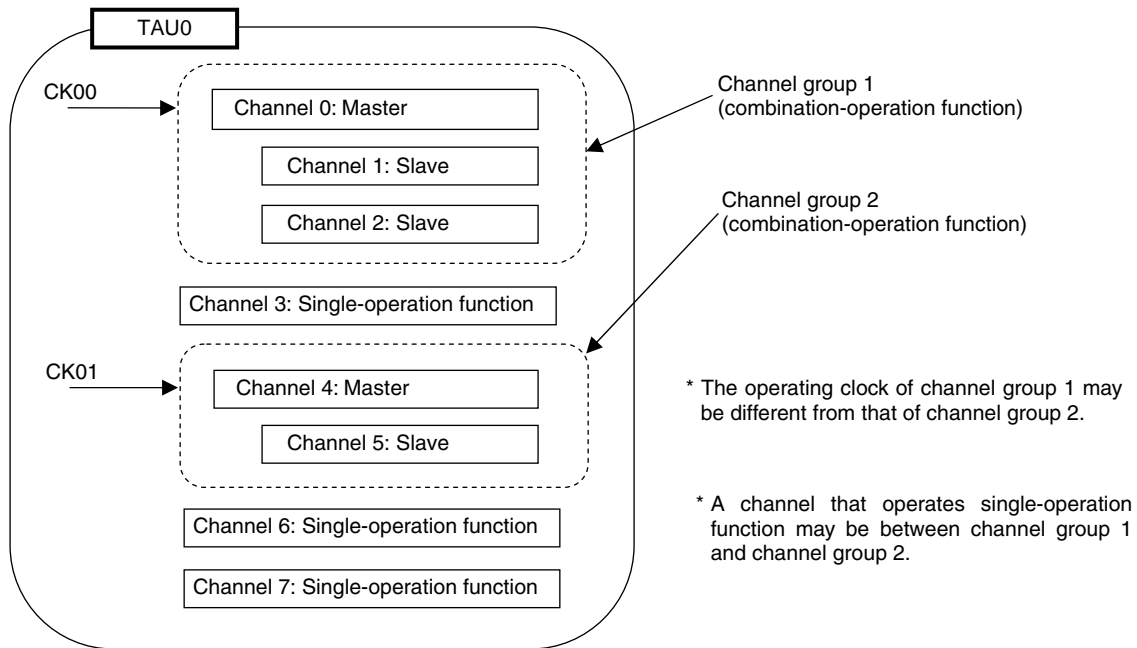 TAU0
CK00
Channel 0: Master
Channel 1: Slave
Channel 2: Slave
Channel group 1
(combination-operation function)
Channel group 2
(combination-operation function)
Channel 3: Single-operation function
CK01
Channel 4: Master
Channel 5: Slave
* The operating clock of channel group 1 may
be different from that of channel group 2.
Channel 6: Single-operation function
Channel 7: Single-operation function
* A channel that operates single-operation
function may be between channel group 1
and channel group 2.